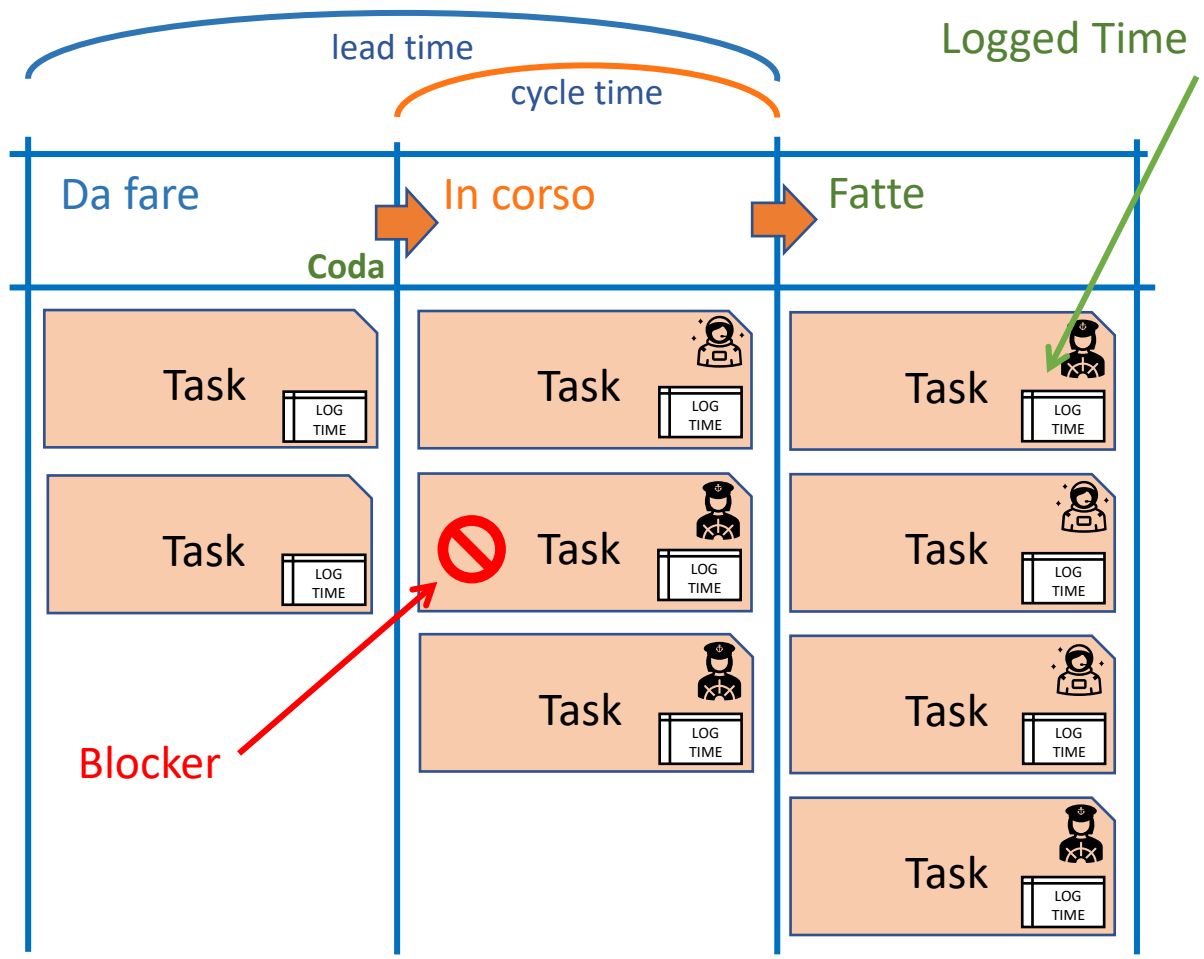 Logged Time
lead time
cycle time
Da fare
In corso
Fatte
Coda
Task
LOG
TIME
Task
LOG
TIME
Task
LOG
TIME
Task
LOG
TIME
Task
LOG
TIME
Task
LOG
TIME
Task
LOG
TIME
Task
LOG
TIME
Task
LOG
TIME
Blocker